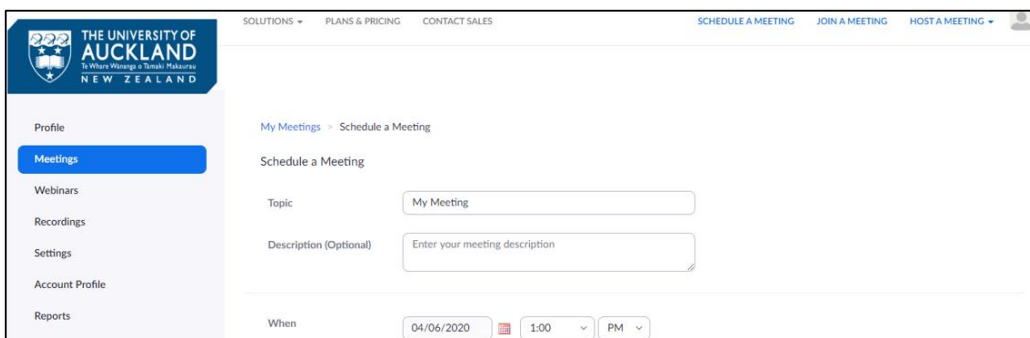 SOLUTIONS PLANS & PRICING CONTACT SALES SCHEDULE A MEETING JOIN A MEETING HOST A MEETING
THE UNIVERSITY OF
AUCKLAND
Te Whare Wānanga o Tāmaki Makaurau
NEW ZEALAND
Profile
Meetings
Webinars
Recordings
Settings
Account Profile
Reports
My Meetings > Schedule a Meeting
Schedule a Meeting
Topic My Meeting
Description (Optional) Enter your meeting description
When 04/06/2020 1:00 PM